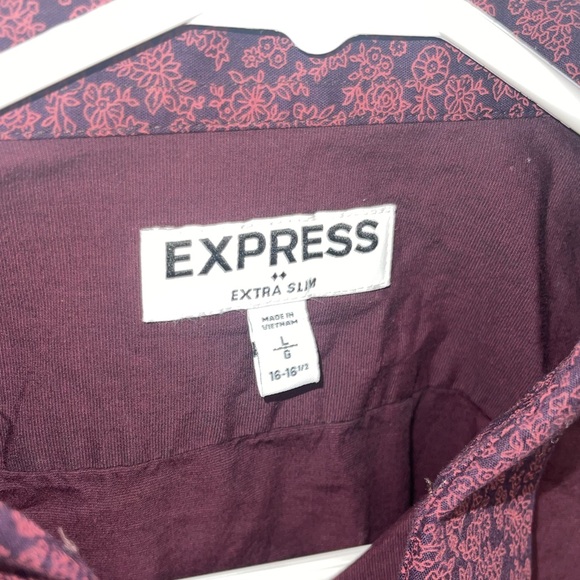 EXPRESS
EXTRA SLIM
MADE IN
VIETNAM
L
G
16-16 1/2